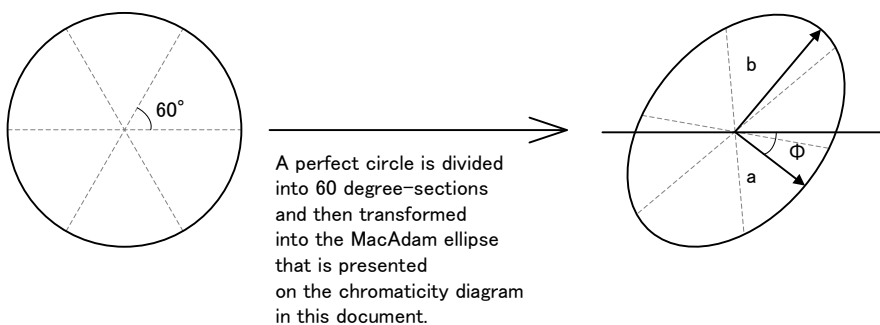 60°
A perfect circle is divided
into 60 degree-sections
and then transformed
into the MacAdam ellipse
that is presented
on the chromaticity diagram
in this document.
b
Φ
a